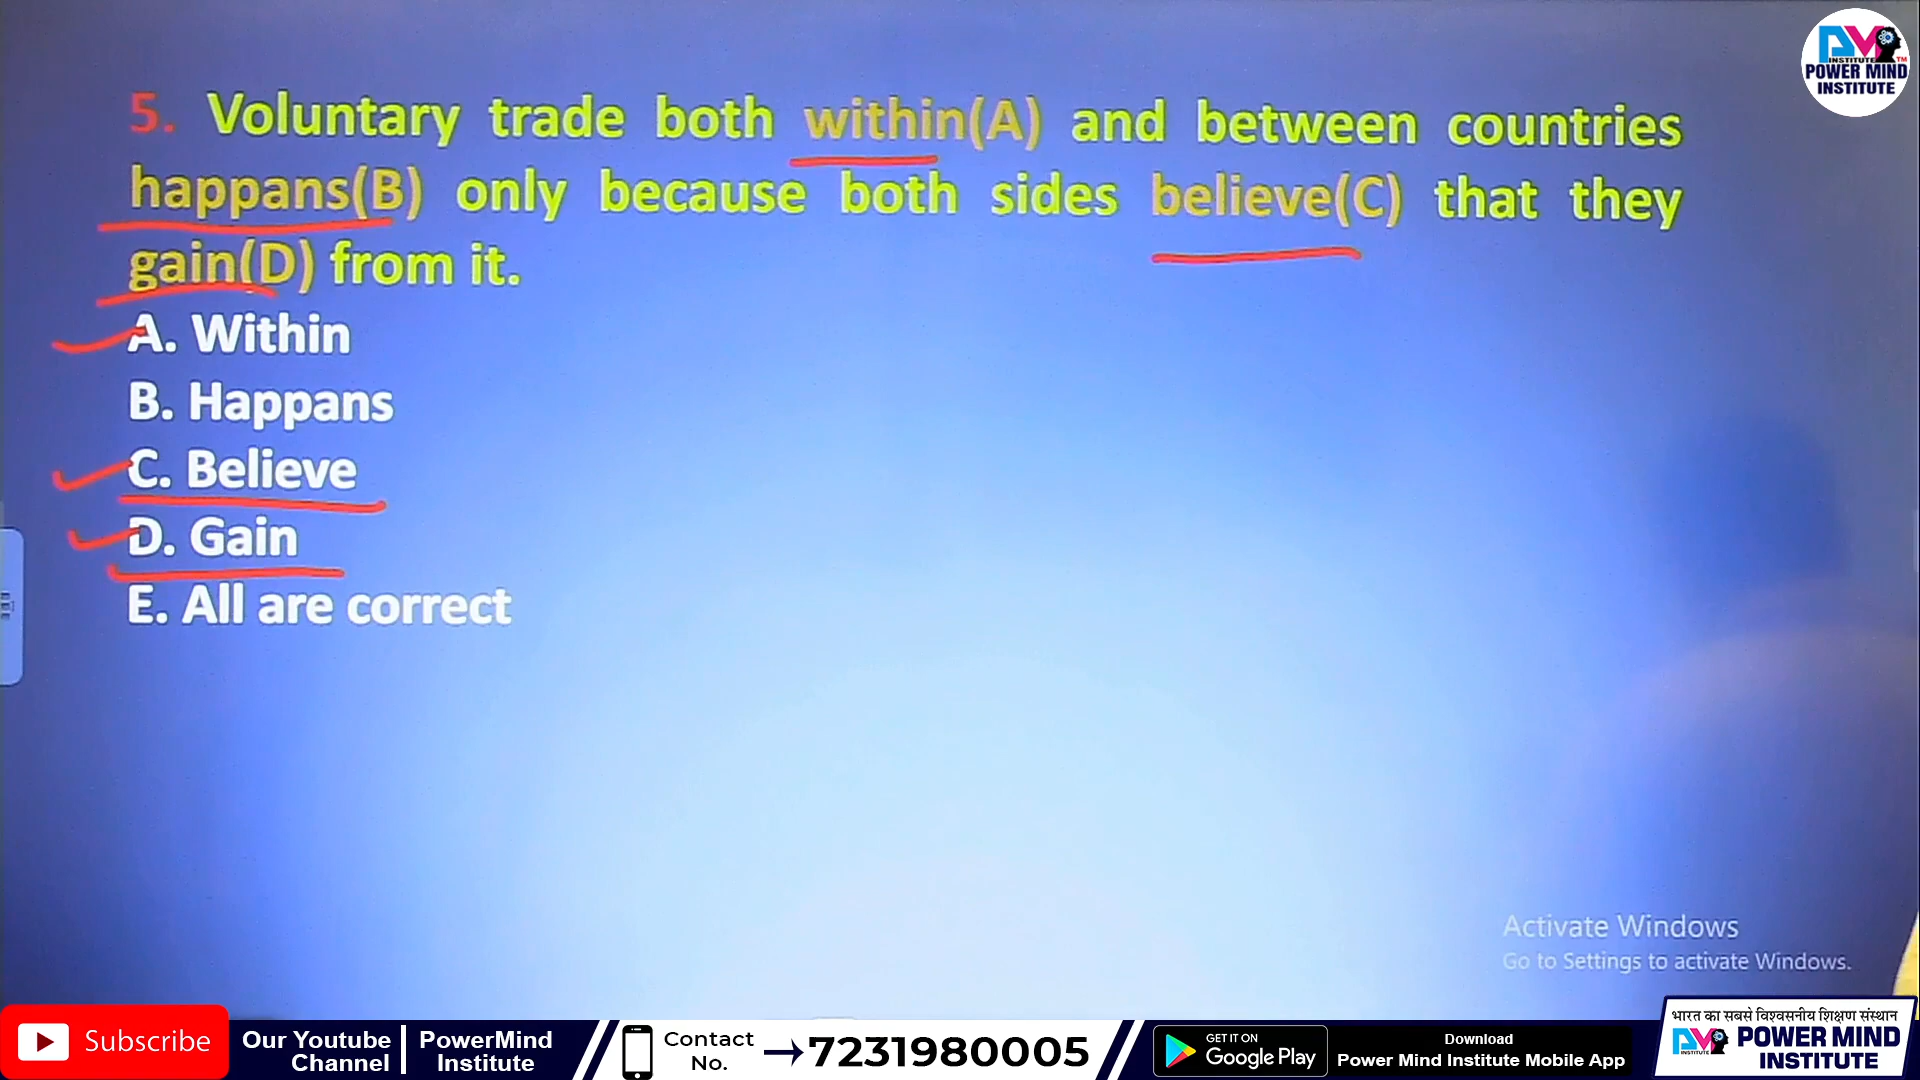 INSTITUTE
POWER MIND
INSTITUTE
5. Voluntary trade both within(A) and between countries
happans(B) only because both sides believe(C) that they
gain(D) from it.
A. Within
B. Happans
C. Believe
D. Gain
E. All are correct
Activate Windows
Go to Settings to activate Windows.
Subscribe
Our Youtube
Channel
PowerMind
Institute
Contact
No.
7231980005
GET IT ON
Google Play
Download
Power Mind Institute Mobile App
भारत का सबसे विश्वसनीय शिक्षण संस्थान
INSTITUTE
POWER MIND
INSTITUTE